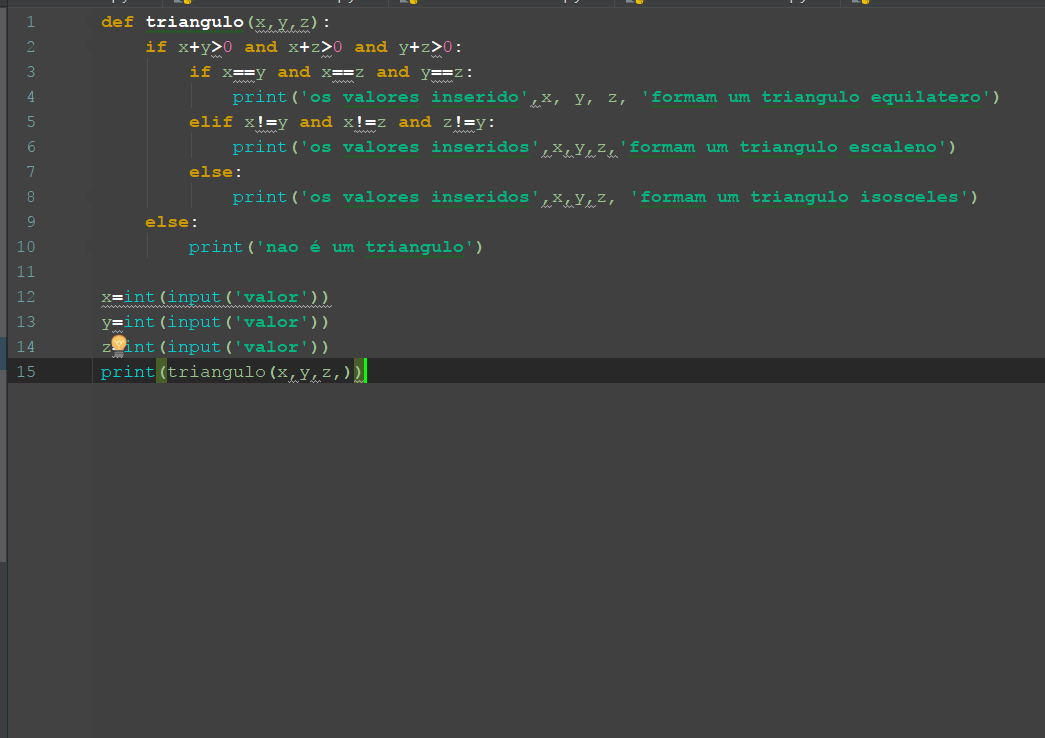 1 def triangulo(x,y,z):
2     if x+y>0 and x+z>0 and y+z>0:
3         if x==y and x==z and y==z:
4             print('os valores inserido',x, y, z, 'formam um triangulo equilatero')
5         elif x!=y and x!=z and z!=y:
6             print('os valores inseridos',x,y,z,'formam um triangulo escaleno')
7         else:
8             print('os valores inseridos',x,y,z, 'formam um triangulo isosceles')
9     else:
10         print('nao é um triangulo')
11
12 x=int(input('valor'))
13 y=int(input('valor'))
14 z=int(input('valor'))
15 print(triangulo(x,y,z,))